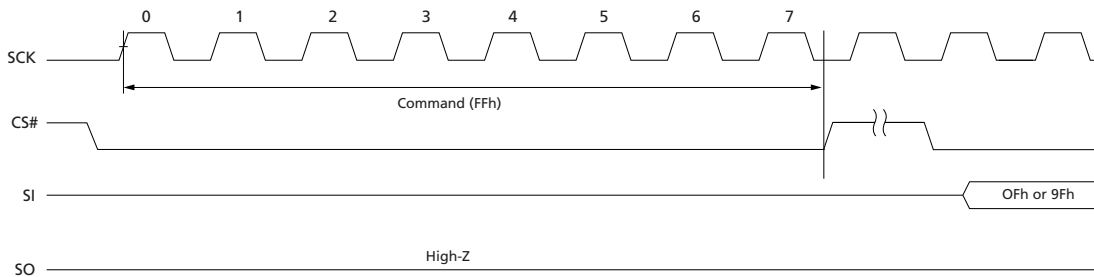 0 1 2 3 4 5 6 7
SCK
Command (FFh)
CS#
SI
OFh or 9Fh
High-Z
SO